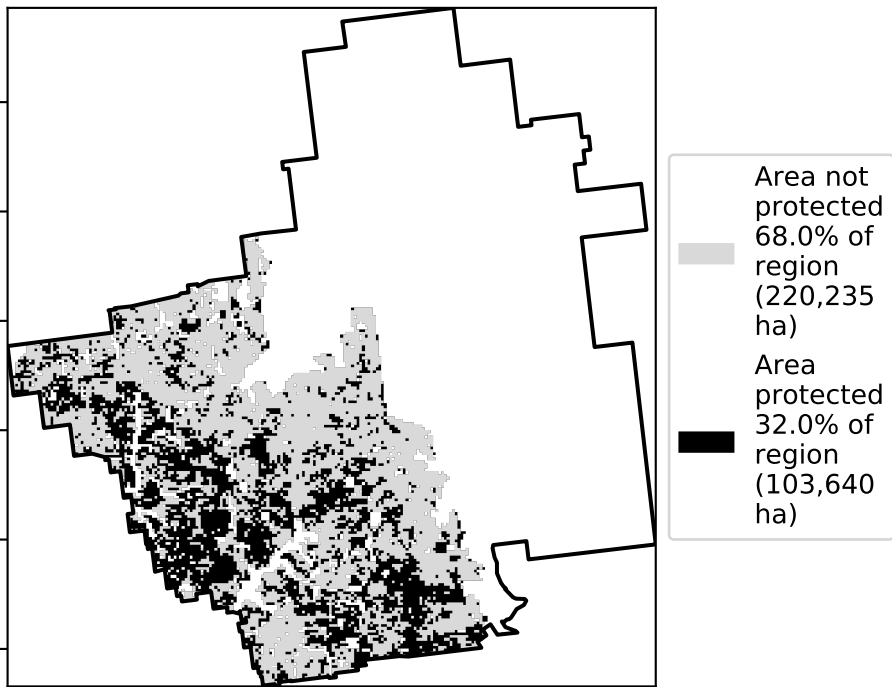 Area not
protected
68.0% of
region
(220,235
ha)
Area
protected
32.0% of
region
(103,640
ha)